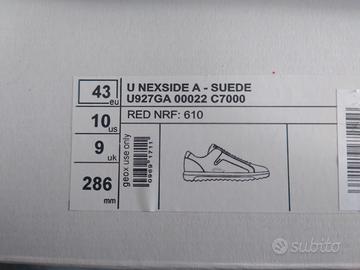 43 eu
10 us
9 uk
286 mm
U NEXSIDE A - SUEDE
U927GA 00022 C7000
RED NRF: 610
geox use only
subito